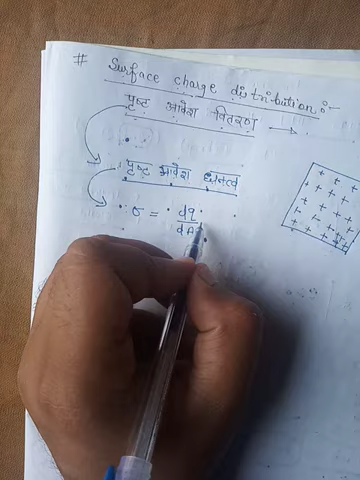 # Surface charge distribution :-
पृष्ट आवेश वितरण →
पृष्ट आवेश घनत्व
σ = dq/dA